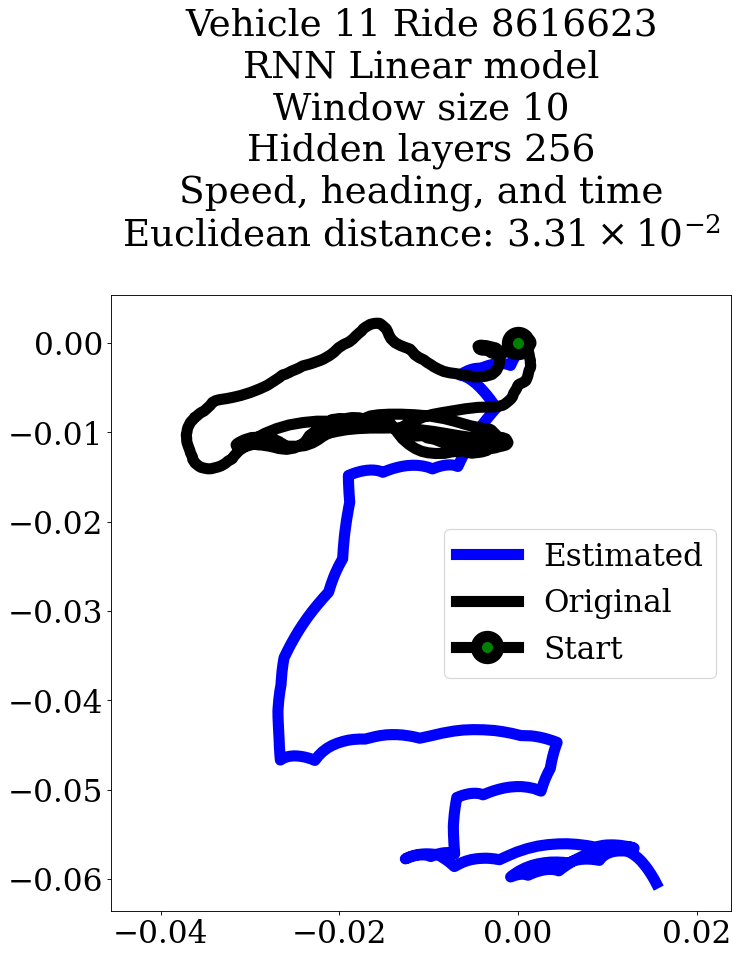 Vehicle 11 Ride 8616623
RNN Linear model
Window size 10
Hidden layers 256
Speed, heading, and time
Euclidean distance: 3.31 × 10⁻²
0.00
−0.01
−0.02
−0.03
−0.04
−0.05
−0.06
Estimated
Original
Start
−0.04
−0.02
0.00
0.02